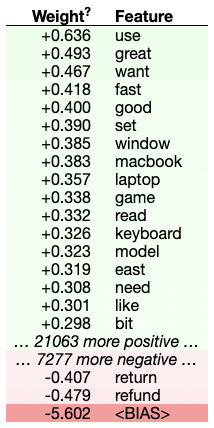 Weight? Feature
+0.636 use
+0.493 great
+0.467 want
+0.418 fast
+0.400 good
+0.390 set
+0.385 window
+0.383 macbook
+0.357 laptop
+0.338 game
+0.332 read
+0.326 keyboard
+0.323 model
+0.319 east
+0.308 need
+0.301 like
+0.298 bit
… 21063 more positive …
… 7277 more negative …
-0.407 return
-0.479 refund
-5.602 <BIAS>